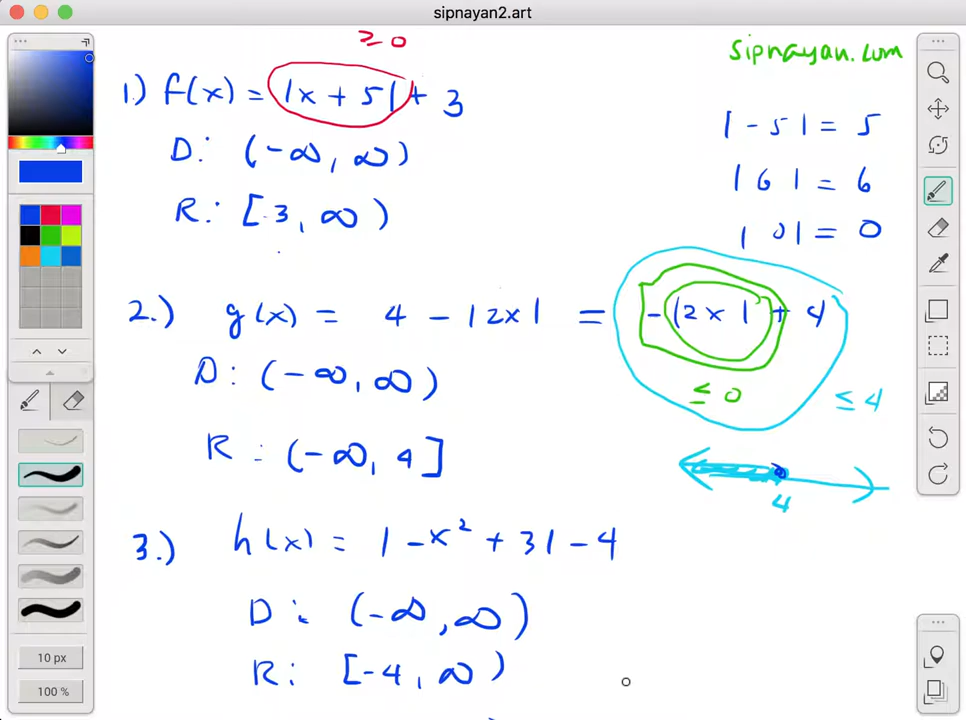 sipnayan2.art
≥ 0
sipnayan.com
1.) f(x) = |x + 5| + 3
D: (-∞, ∞)
R: [3, ∞)
|-5| = 5
|6| = 6
|0| = 0
2.) g(x) = 4 - |2x| = -|2x| + 4
≤ 0
≤ 4
D: (-∞, ∞)
R: (-∞, 4]
4
3.) h(x) = |-x² + 3| - 4
D: (-∞, ∞)
R: [-4, ∞)
10 px
100 %